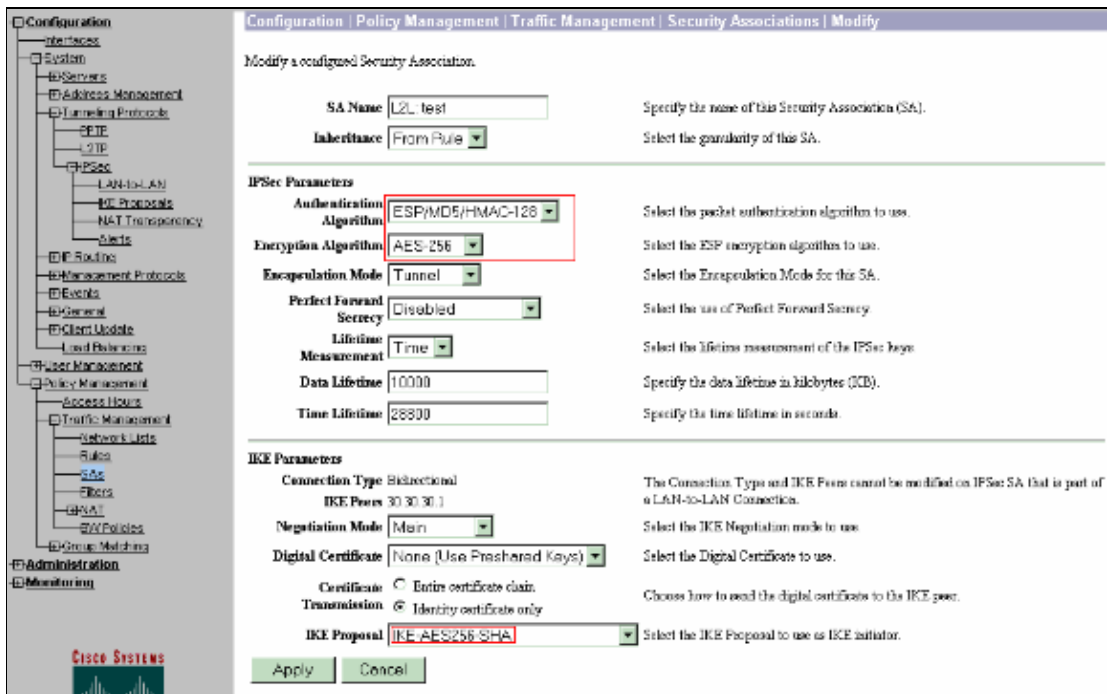 Configuration
Interfaces
System
Servers
Address Management
Tunneling Protocols
PPTP
L2TP
IPSec
LAN-to-LAN
IKE Proposals
NAT Transparency
Alerts
IP Routing
Management Protocols
Events
General
Client Update
Load Balancing
User Management
Policy Management
Access Hours
Traffic Management
Network Lists
Rules
SAs
Filters
NAT
BW Policies
Group Matching
Administration
Monitoring
CISCO SYSTEMS
Configuration | Policy Management | Traffic Management | Security Associations | Modify
Modify a configured Security Association.
SA Name L2L: test Specify the name of this Security Association (SA).
Inheritance From Rule Select the granularity of this SA.
IPSec Parameters
Authentication Algorithm ESP/MD5/HMAC-128 Select the packet authentication algorithm to use.
Encryption Algorithm AES-256 Select the ESP encryption algorithm to use.
Encapsulation Mode Tunnel Select the Encapsulation Mode for this SA.
Perfect Forward Secrecy Disabled Select the use of Perfect Forward Secrecy.
Lifetime Measurement Time Select the lifetime measurement of the IPSec keys.
Data Lifetime 10000 Specify the data lifetime in kilobytes (KB).
Time Lifetime 28800 Specify the time lifetime in seconds.
IKE Parameters
Connection Type Bidirectional
IKE Peers 30.30.30.1
The Connection Type and IKE Peers cannot be modified on IPSec SA that is part of
a LAN-to-LAN Connection.
Negotiation Mode Main Select the IKE Negotiation mode to use.
Digital Certificate None (Use Preshared Keys) Select the Digital Certificate to use.
Certificate Transmission Entire certificate chain
Identity certificate only
Choose how to send the digital certificate to the IKE peer.
IKE Proposal IKE-AES256-SHA Select the IKE Proposal to use as IKE initiator.
Apply Cancel